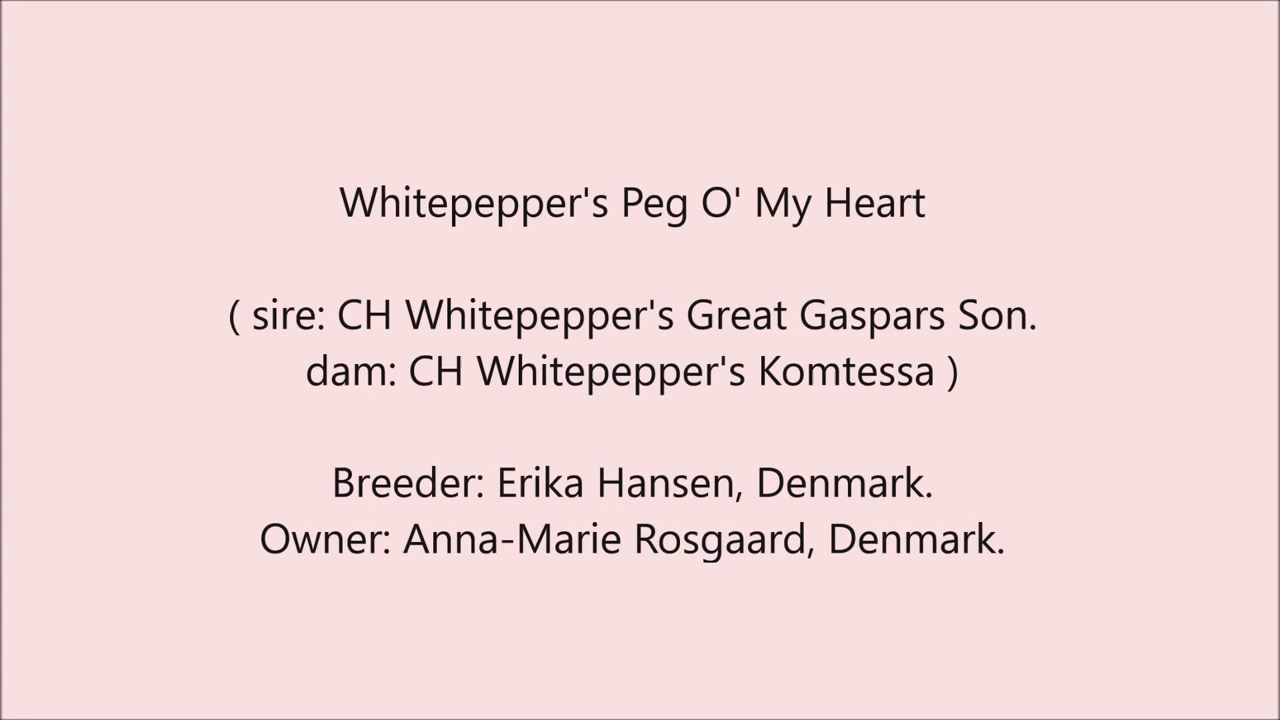 Whitepepper's Peg O' My Heart
( sire: CH Whitepepper's Great Gaspars Son.
dam: CH Whitepepper's Komtessa )
Breeder: Erika Hansen, Denmark.
Owner: Anna-Marie Rosgaard, Denmark.